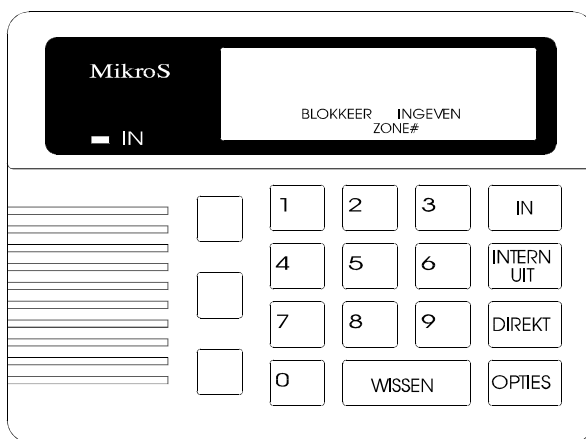 MikroS
BLOKKEER INGEVEN
ZONE#
IN
1 2 3 IN
4 5 6 INTERN UIT
7 8 9 DIREKT
0 WISSEN OPTIES